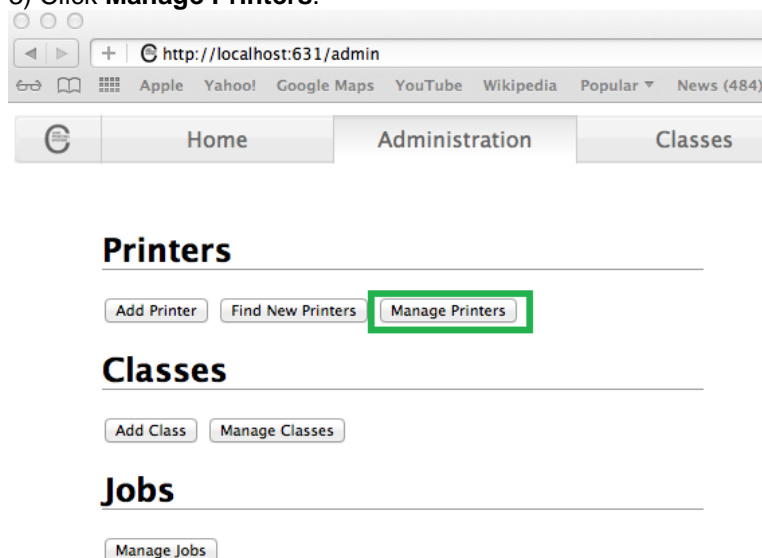 Click Manage Printers.
+ http://localhost:631/admin
Apple Yahoo! Google Maps YouTube Wikipedia Popular ▾ News (484)
Home Administration Classes
Printers
Add Printer Find New Printers Manage Printers
Classes
Add Class Manage Classes
Jobs
Manage Jobs